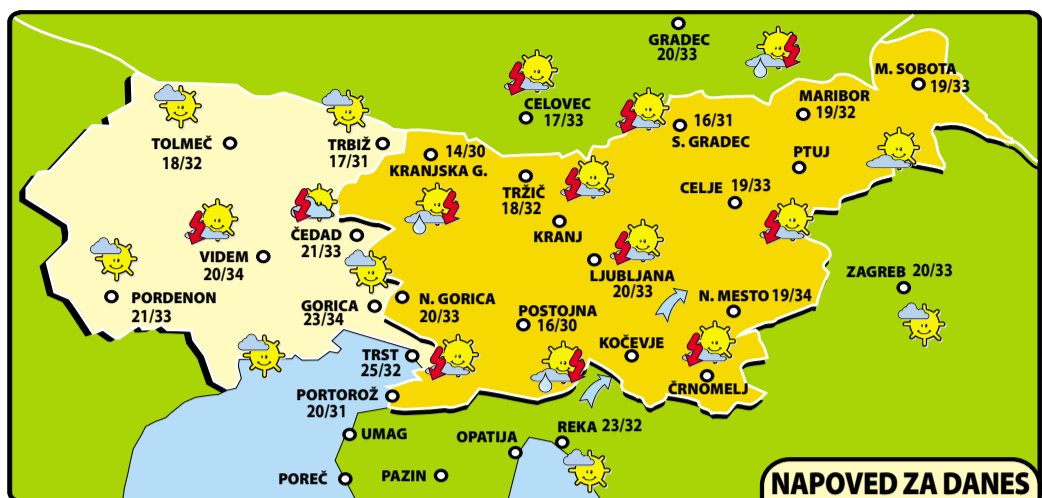 GRADEC
20/33
M. SOBOTA
19/33
CELOVEC
17/33
MARIBOR
19/32
16/31
S. GRADEC
TOLMEČ
18/32
TRBIŽ
17/31
14/30
KRANJSKA G.
PTUJ
TRŽIČ
18/32
CELJE 19/33
KRANJ
ČEDAD
21/33
VIDEM
20/34
LJUBLJANA
20/33
ZAGREB 20/33
PORDENON
21/33
GORICA
23/34
N. GORICA
20/33
N. MESTO 19/34
POSTOJNA
16/30
KOČEVJE
TRST
25/32
ČRNOMELJ
PORTOROŽ
20/31
REKA 23/32
UMAG
OPATIJA
POREČ
PAZIN
NAPOVED ZA DANES